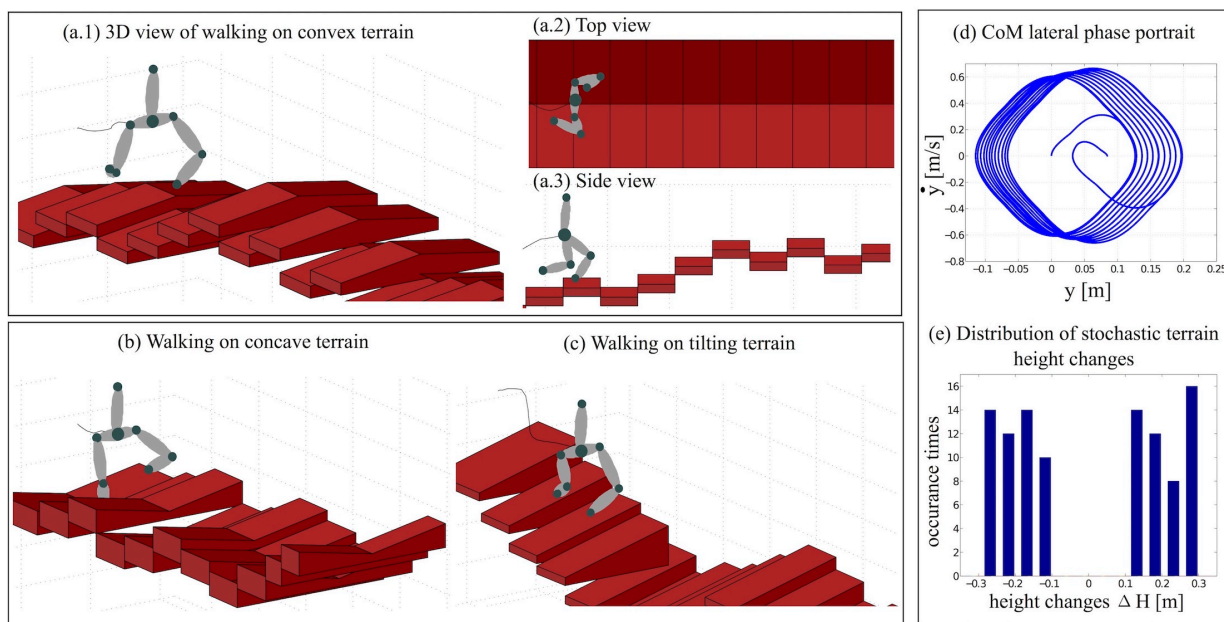 (a.1) 3D view of walking on convex terrain
(a.2) Top view
(a.3) Side view
(b) Walking on concave terrain
(c) Walking on tilting terrain
(d) CoM lateral phase portrait
0.8
0.6
0.4
0.2
0
−0.2
−0.4
−0.6
−0.8
ẏ [m/s]
−0.1 −0.05 0 0.05 0.1 0.15 0.2 0.25
y [m]
(e) Distribution of stochastic terrain
height changes
16
14
12
10
8
6
4
2
0
occurance times
−0.3 −0.2 −0.1 0 0.1 0.2 0.3
height changes Δ H [m]